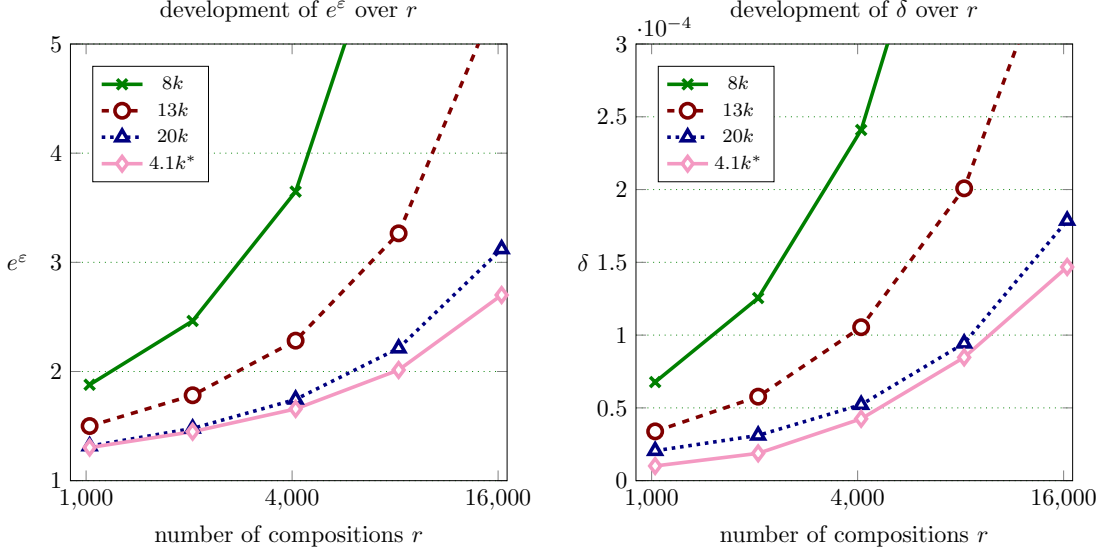 development of e^ε over r
5
4
3
2
1
e^ε
8k
13k
20k
4.1k*
1,000
4,000
16,000
number of compositions r
development of δ over r
·10^−4
3
2.5
2
1.5
1
0.5
0
δ
8k
13k
20k
4.1k*
1,000
4,000
16,000
number of compositions r